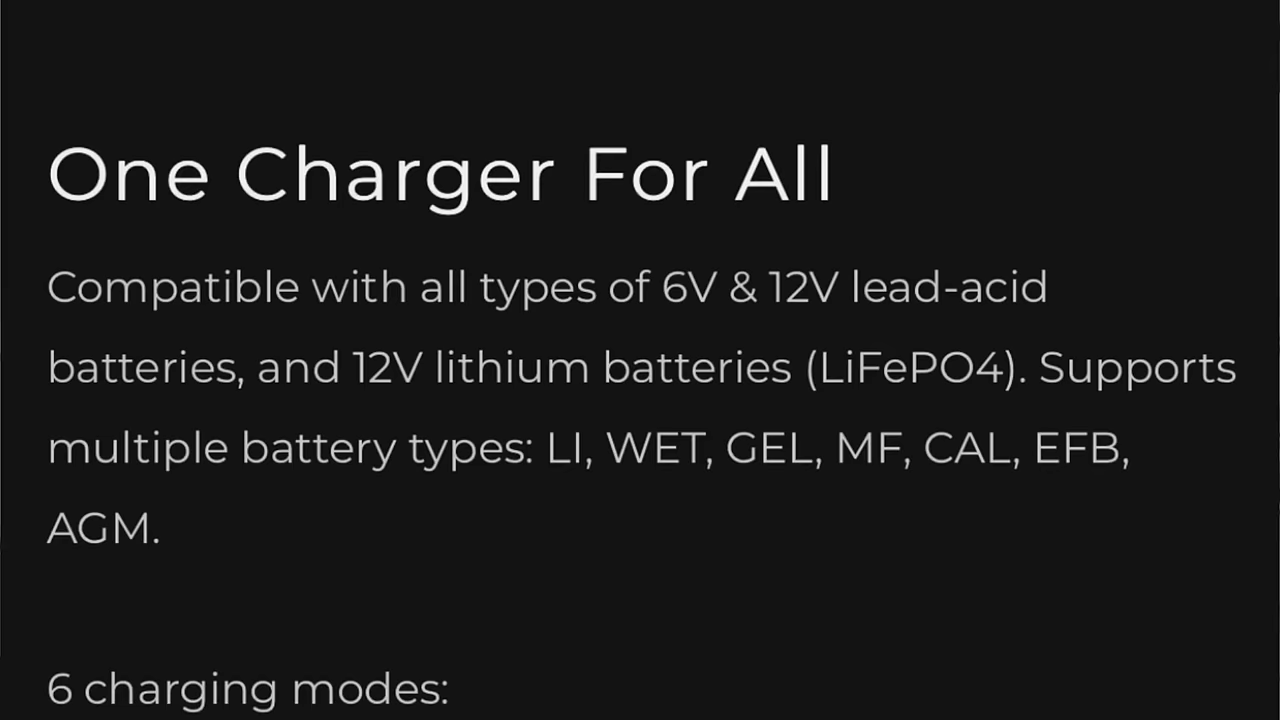 One Charger For All
Compatible with all types of 6V & 12V lead-acid
batteries, and 12V lithium batteries (LiFePO4). Supports
multiple battery types: LI, WET, GEL, MF, CAL, EFB,
AGM.
6 charging modes: